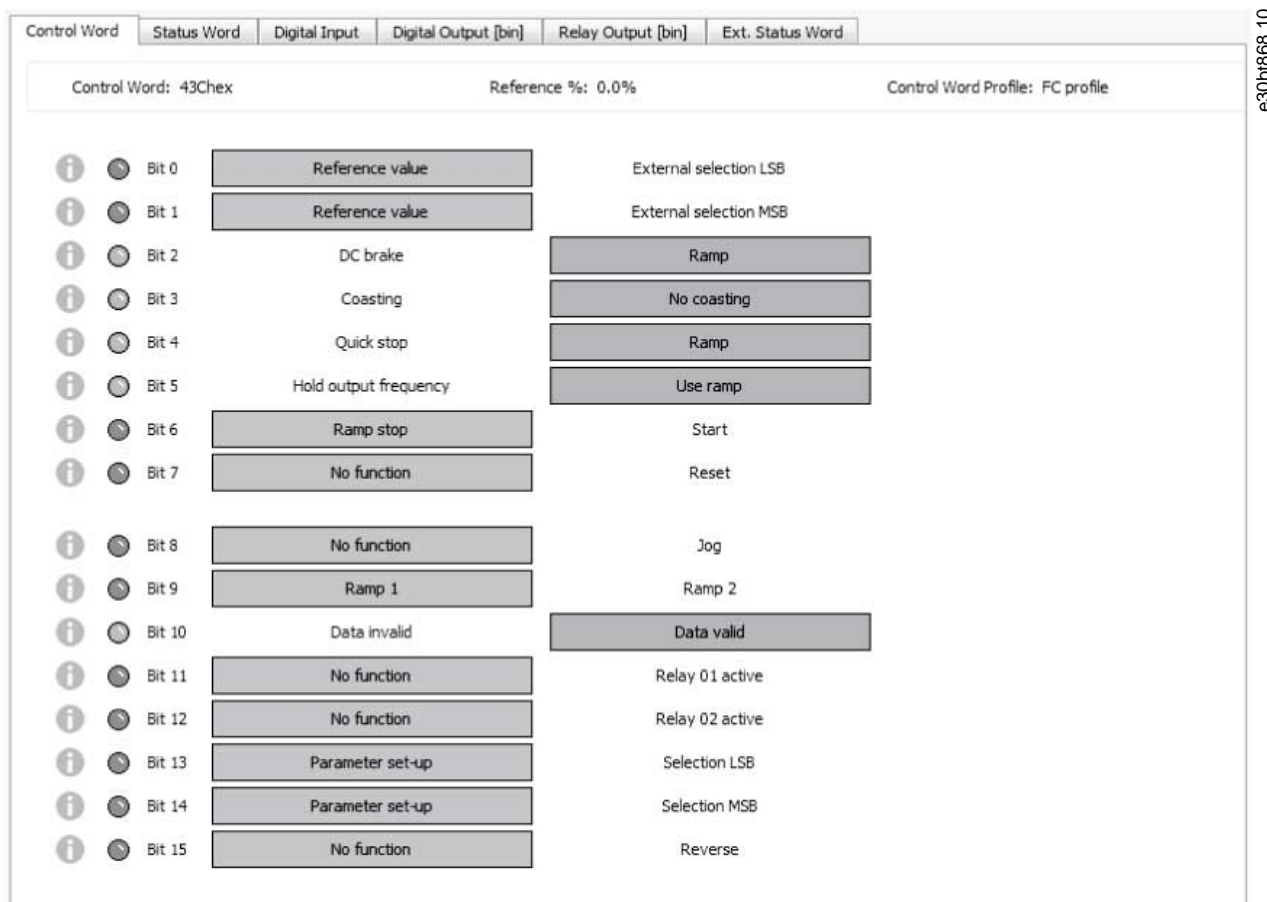 Control Word Status Word Digital Input Digital Output [bin] Relay Output [bin] Ext. Status Word
Control Word: 43Chex Reference %: 0.0% Control Word Profile: FC profile
Bit 0 Reference value External selection LSB
Bit 1 Reference value External selection MSB
Bit 2 DC brake Ramp
Bit 3 Coasting No coasting
Bit 4 Quick stop Ramp
Bit 5 Hold output frequency Use ramp
Bit 6 Ramp stop Start
Bit 7 No function Reset
Bit 8 No function Jog
Bit 9 Ramp 1 Ramp 2
Bit 10 Data invalid Data valid
Bit 11 No function Relay 01 active
Bit 12 No function Relay 02 active
Bit 13 Parameter set-up Selection LSB
Bit 14 Parameter set-up Selection MSB
Bit 15 No function Reverse
e30bt868.10